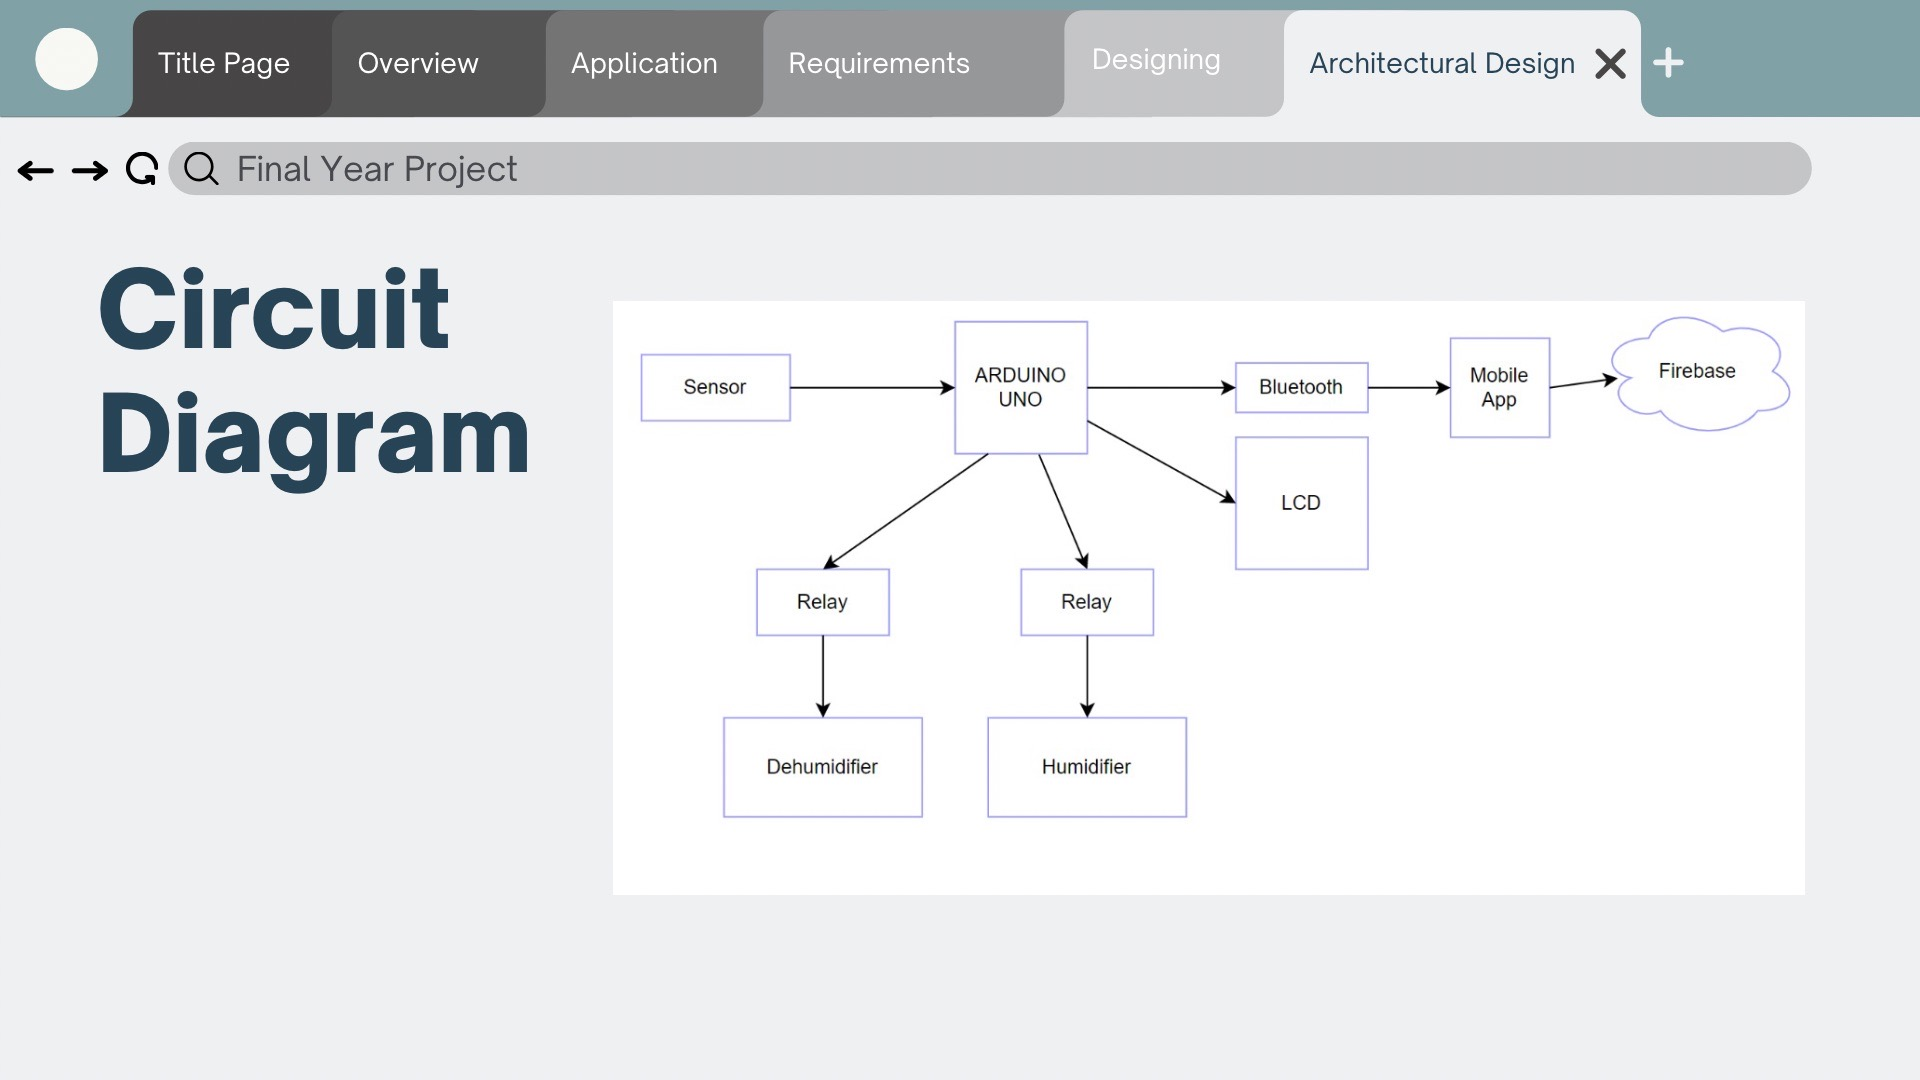 Title Page
Overview
Application
Requirements
Designing
Architectural Design
Final Year Project
Circuit
Diagram
Sensor
ARDUINO
UNO
Bluetooth
Mobile
App
Firebase
LCD
Relay
Relay
Dehumidifier
Humidifier